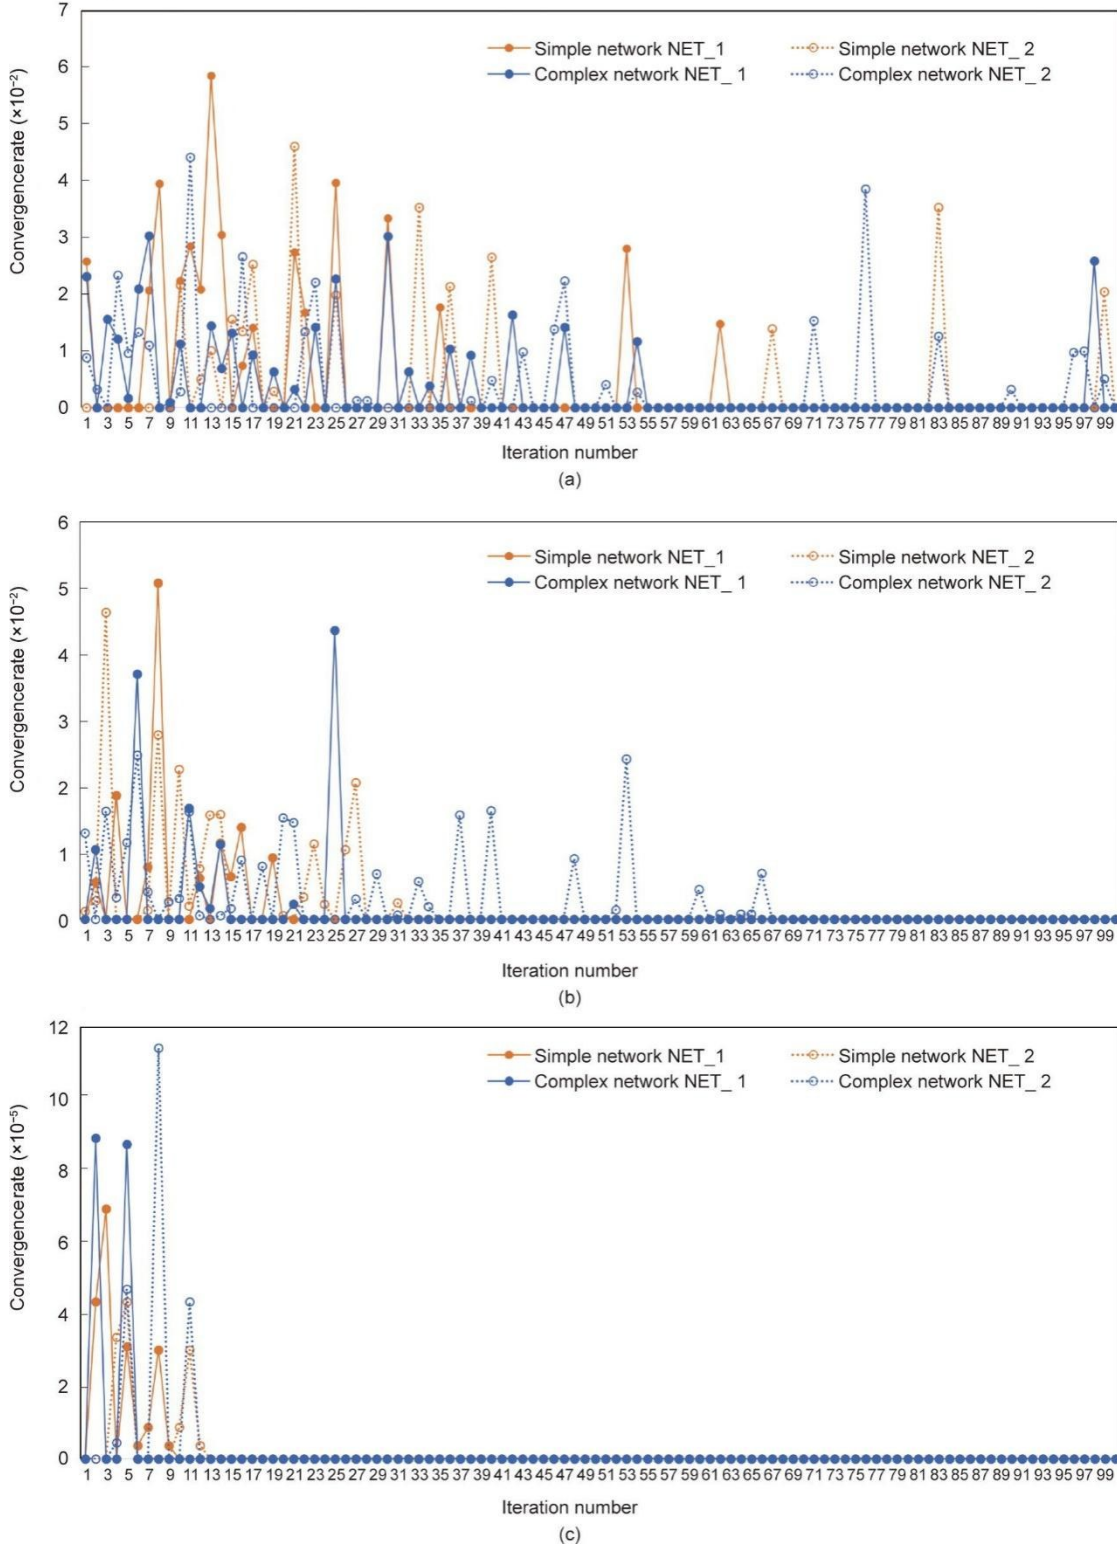 7
6
5
4
3
2
1
0
Convergencerate (×10⁻²)
Simple network NET_1
Simple network NET_ 2
Complex network NET_ 1
Complex network NET_ 2
1 3 5 7 9 11 13 15 17 19 21 23 25 27 29 31 33 35 37 39 41 43 45 47 49 51 53 55 57 59 61 63 65 67 69 71 73 75 77 79 81 83 85 87 89 91 93 95 97 99
Iteration number
(a)
6
5
4
3
2
1
0
Convergencerate (×10⁻²)
Simple network NET_1
Simple network NET_ 2
Complex network NET_ 1
Complex network NET_ 2
1 3 5 7 9 11 13 15 17 19 21 23 25 27 29 31 33 35 37 39 41 43 45 47 49 51 53 55 57 59 61 63 65 67 69 71 73 75 77 79 81 83 85 87 89 91 93 95 97 99
Iteration number
(b)
12
10
8
6
4
2
0
Convergencerate (×10⁻⁵)
Simple network NET_1
Simple network NET_ 2
Complex network NET_ 1
Complex network NET_ 2
1 3 5 7 9 11 13 15 17 19 21 23 25 27 29 31 33 35 37 39 41 43 45 47 49 51 53 55 57 59 61 63 65 67 69 71 73 75 77 79 81 83 85 87 89 91 93 95 97 99
Iteration number
(c)